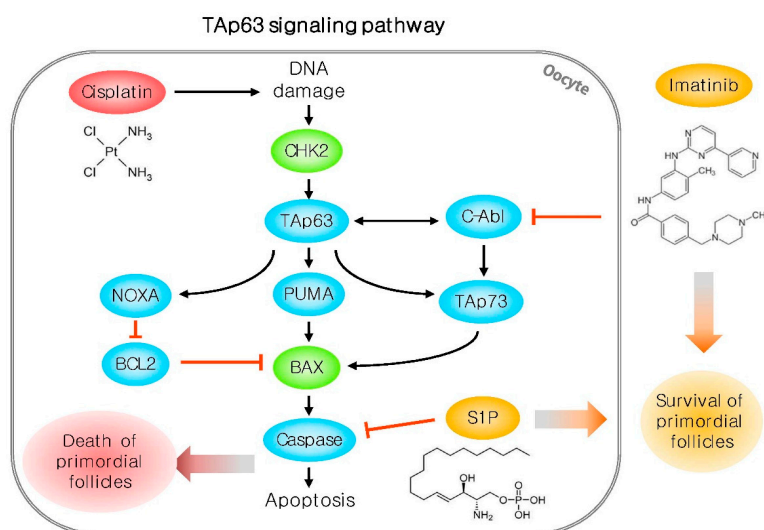 TAp63 signaling pathway
Oocyte
Cisplatin
DNA
damage
Imatinib
Cl
NH3
Pt
Cl
NH3
CHK2
N
N
HN
N
CH3
HN
O
N
N
CH3
TAp63
C-Abl
NOXA
PUMA
TAp73
BCL2
BAX
S1P
Survival of
primordial
follicles
Death of
primordial
follicles
Caspase
Apoptosis
OH
O
O
P
OH
OH
NH2